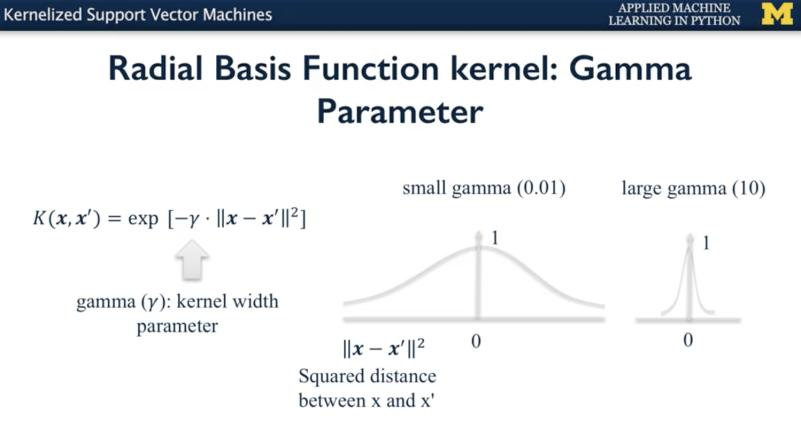 Kernelized Support Vector Machines
APPLIED MACHINE
LEARNING IN PYTHON
M
Radial Basis Function kernel: Gamma
Parameter
small gamma (0.01)
large gamma (10)
K(x, x′) = exp [−γ · ‖x − x′‖²]
1
1
gamma (γ): kernel width
parameter
0
0
‖x − x′‖²
Squared distance
between x and x'